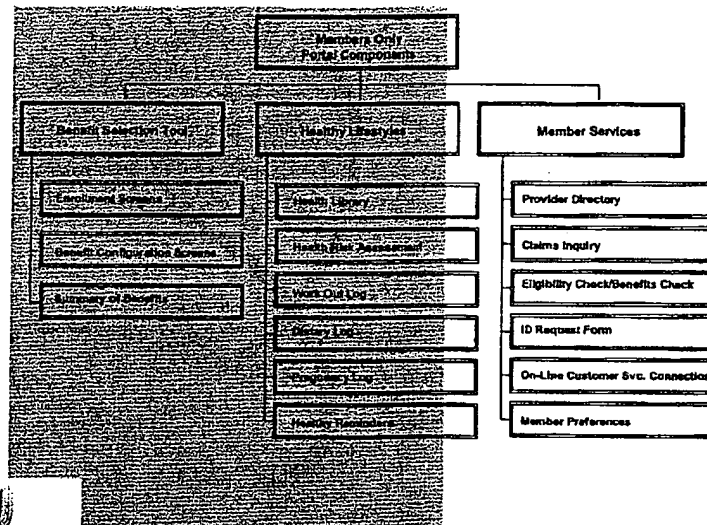 Members Only
Portal Components
Benefit Selection Tool
Healthy Lifestyles
Member Services
Enrollment Screens
Benefit Configuration Screens
Summary of Benefits
Health Library
Health Risk Assessment
Work Out Log
Dietary Log
Healthy Reminders
Provider Directory
Claims Inquiry
Eligibility Check/Benefits Check
ID Request Form
On-Line Customer Svc. Connection
Member Preferences